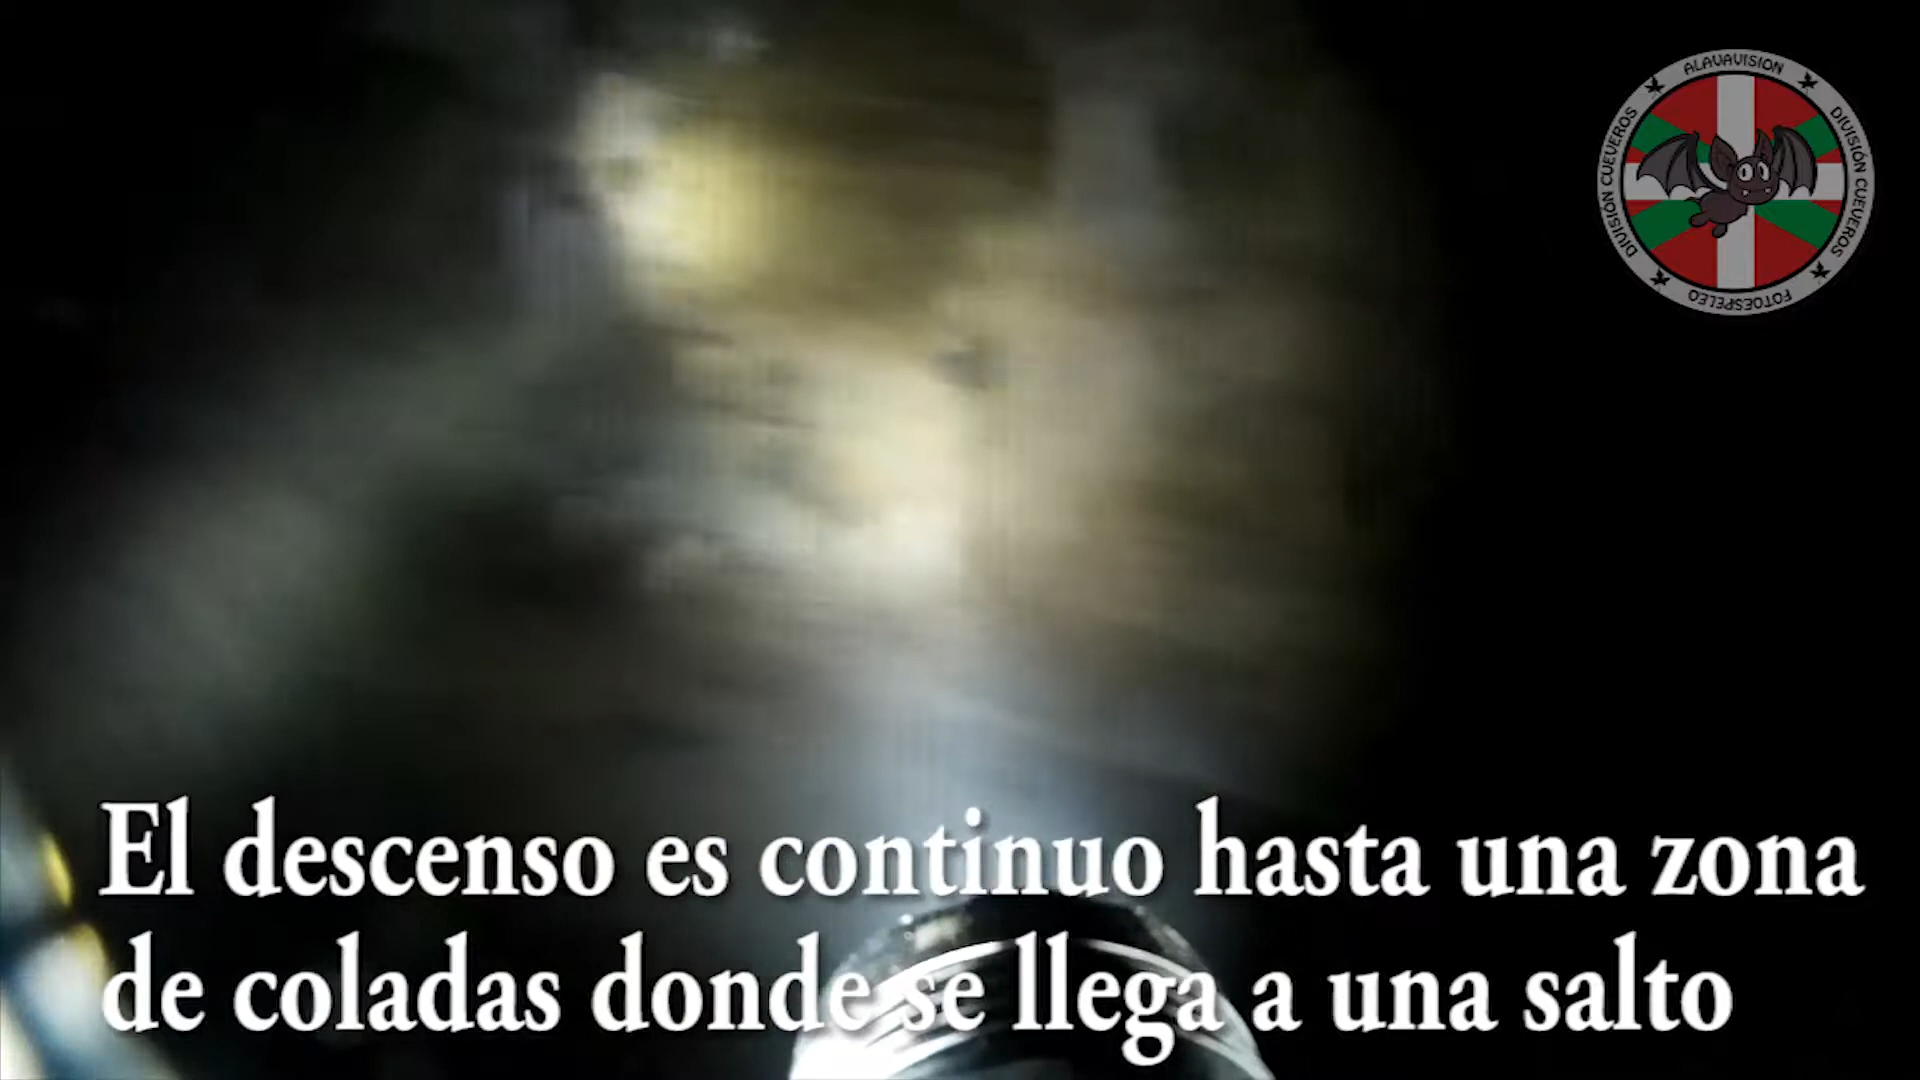 ALAVAVISION
DIVISIÓN CUEVEROS
DIVISIÓN CUEVEROS
FOTOESPELEO
El descenso es continuo hasta una zona
de coladas donde se llega a una salto